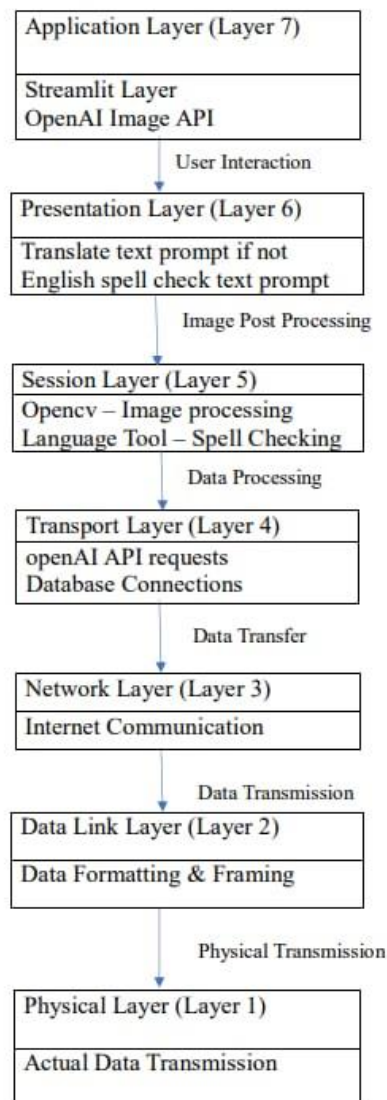 Application Layer (Layer 7)
Streamlit Layer
OpenAI Image API
User Interaction
Presentation Layer (Layer 6)
Translate text prompt if not
English spell check text prompt
Image Post Processing
Session Layer (Layer 5)
Opencv – Image processing
Language Tool – Spell Checking
Data Processing
Transport Layer (Layer 4)
openAI API requests
Database Connections
Data Transfer
Network Layer (Layer 3)
Internet Communication
Data Transmission
Data Link Layer (Layer 2)
Data Formatting & Framing
Physical Transmission
Physical Layer (Layer 1)
Actual Data Transmission